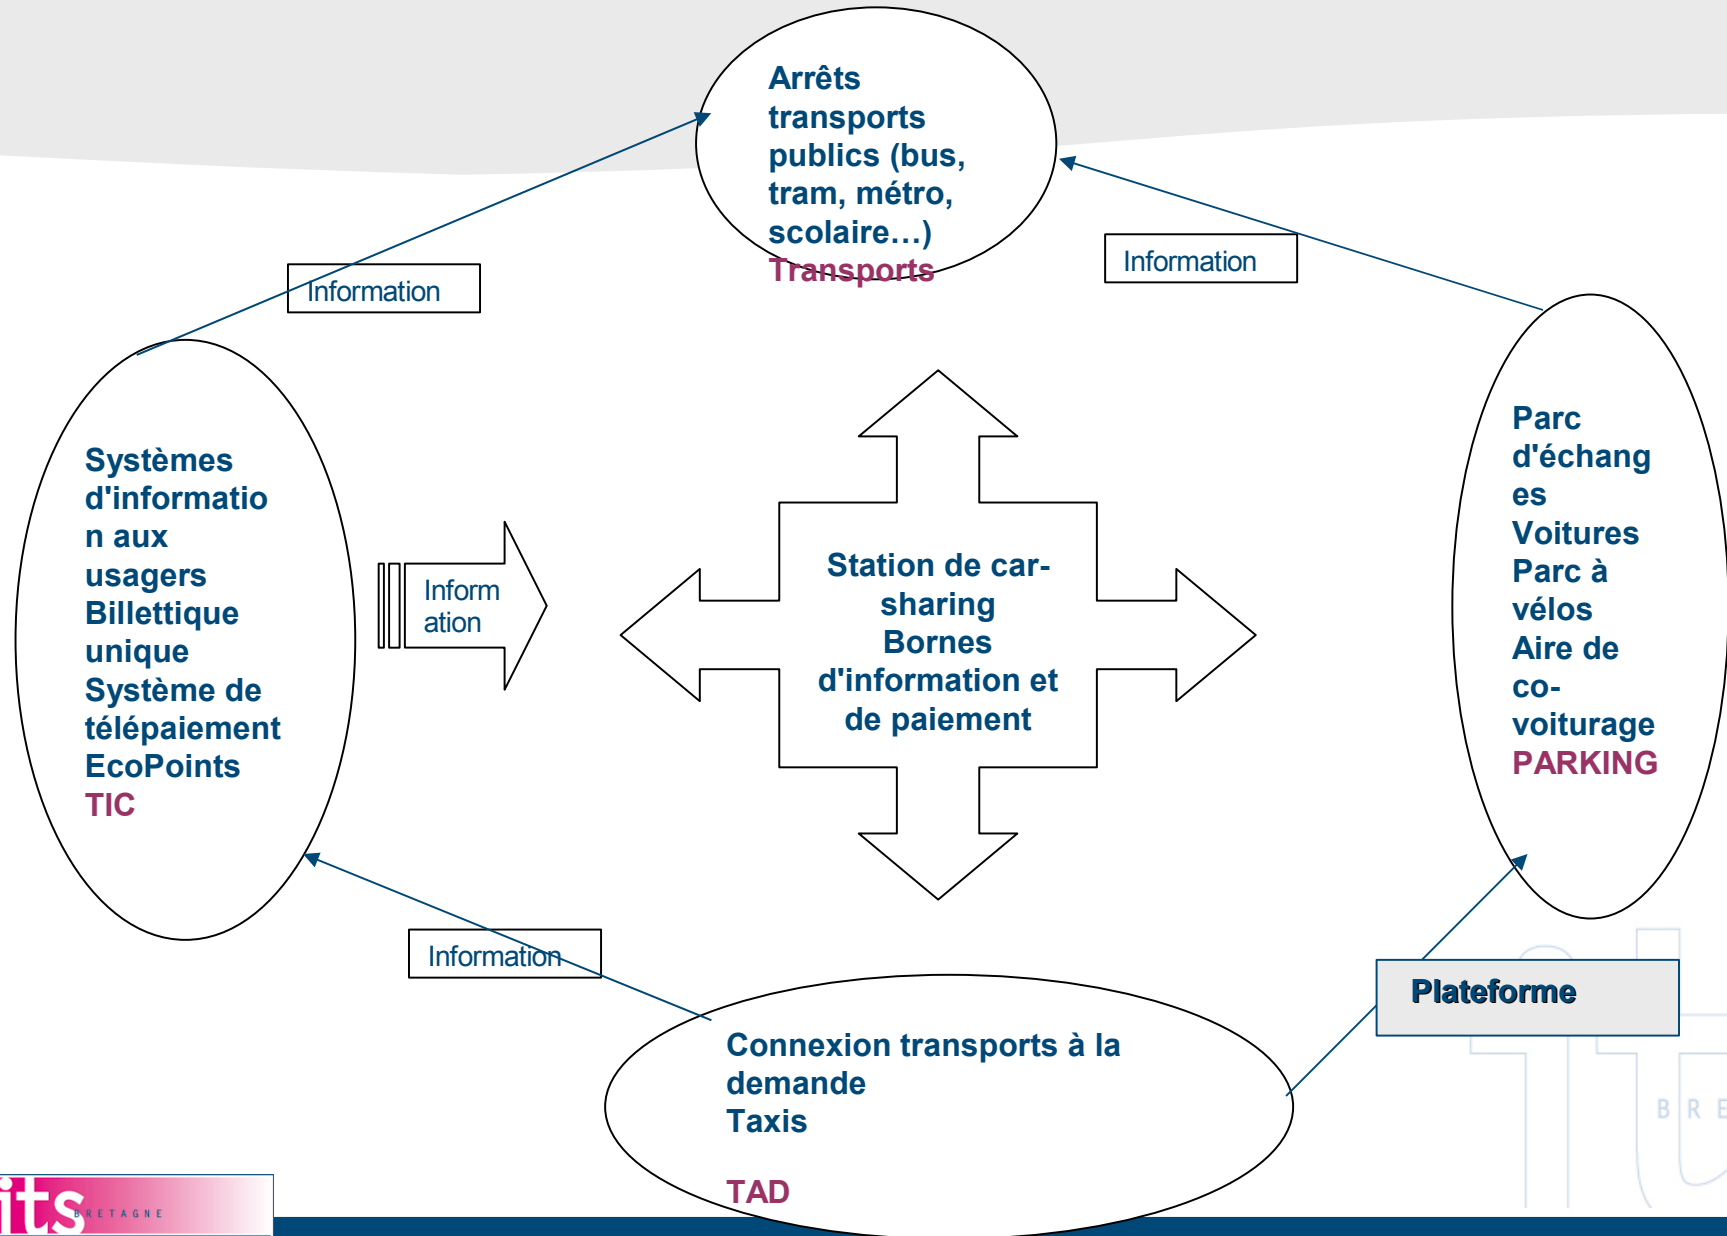 Arrêts
transports
publics (bus,
tram, métro,
scolaire…)
Transports
Information
Information
Systèmes
d'informatio
n aux
usagers
Billettique
unique
Système de
télépaiement
EcoPoints
TIC
Inform
ation
Station de car-
sharing
Bornes
d'information et
de paiement
Parc
d'échang
es
Voitures
Parc à
vélos
Aire de
co-
voiturage
PARKING
Information
Plateforme
Connexion transports à la
demande
Taxis
TAD
its
BRETAGNE
BRE